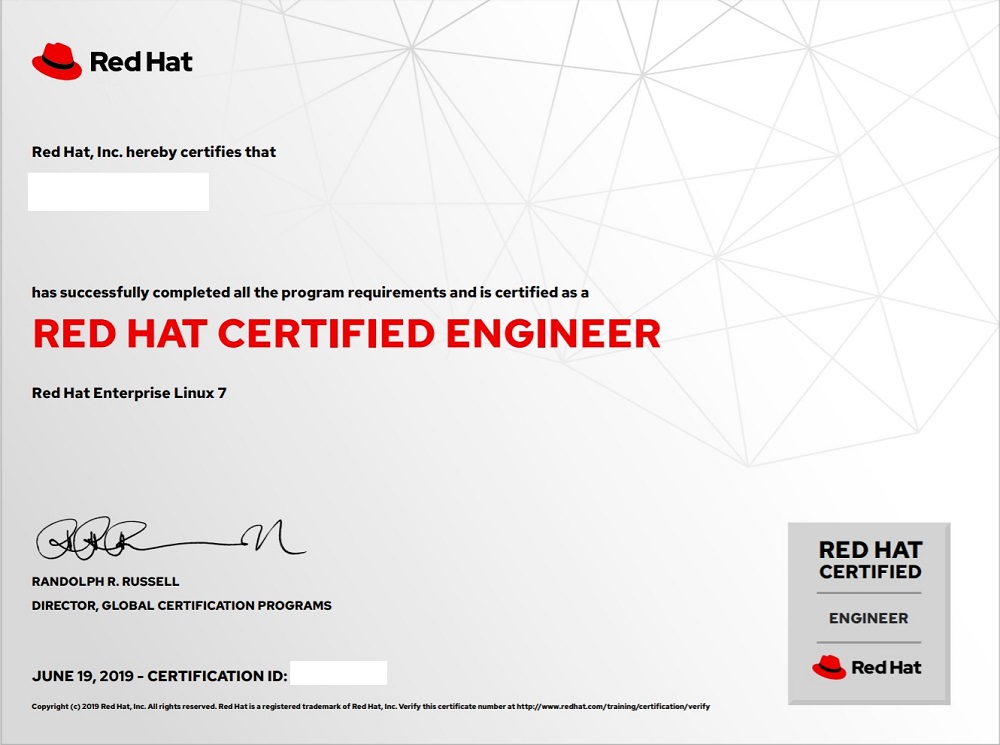 Red Hat
Red Hat, Inc. hereby certifies that
has successfully completed all the program requirements and is certified as a
RED HAT CERTIFIED ENGINEER
Red Hat Enterprise Linux 7
RANDOLPH R. RUSSELL
DIRECTOR, GLOBAL CERTIFICATION PROGRAMS
JUNE 19, 2019 - CERTIFICATION ID:
Copyright (c) 2019 Red Hat, Inc. All rights reserved. Red Hat is a registered trademark of Red Hat, Inc. Verify this certificate number at http://www.redhat.com/training/certification/verify
RED HAT
CERTIFIED
ENGINEER
Red Hat